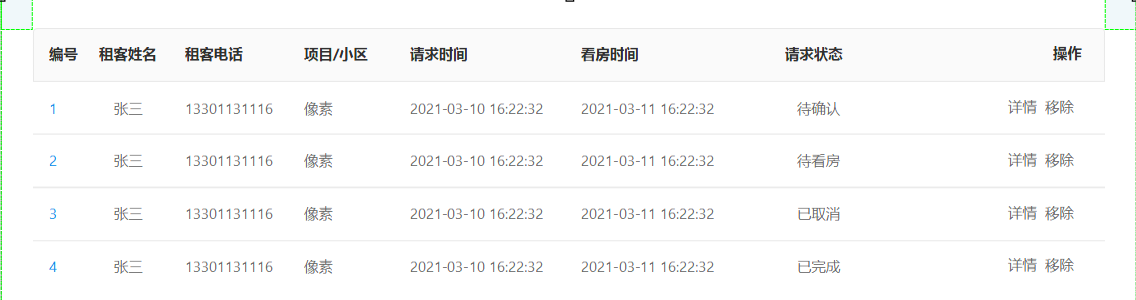 编号 租客姓名 租客电话 项目/小区 请求时间 看房时间 请求状态 操作
1 张三 13301131116 像素 2021-03-10 16:22:32 2021-03-11 16:22:32 待确认 详情 移除
2 张三 13301131116 像素 2021-03-10 16:22:32 2021-03-11 16:22:32 待看房 详情 移除
3 张三 13301131116 像素 2021-03-10 16:22:32 2021-03-11 16:22:32 已取消 详情 移除
4 张三 13301131116 像素 2021-03-10 16:22:32 2021-03-11 16:22:32 已完成 详情 移除